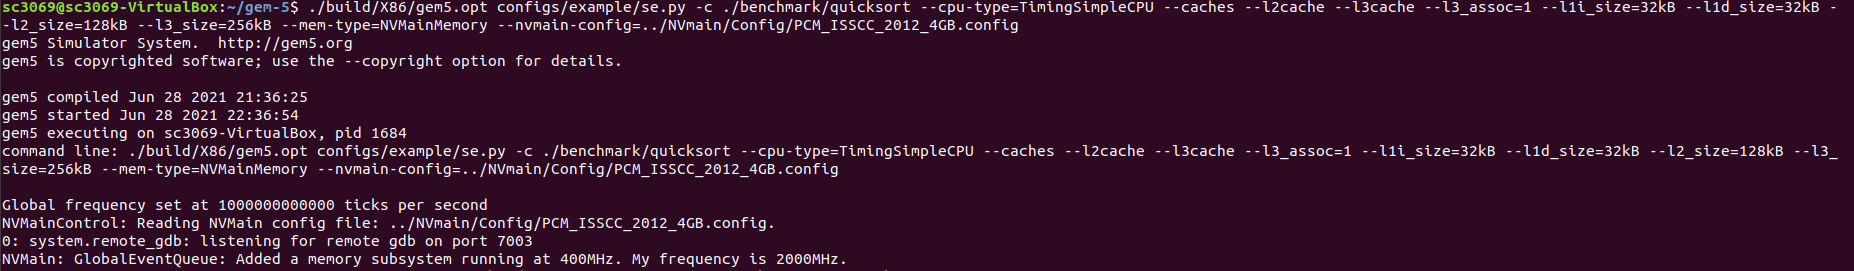 sc3069@sc3069-VirtualBox:~/gem-5$ ./build/X86/gem5.opt configs/example/se.py -c ./benchmark/quicksort --cpu-type=TimingSimpleCPU --caches --l2cache --l3cache --l3_assoc=1 --l1i_size=32kB --l1d_size=32kB -
-l2_size=128kB --l3_size=256kB --mem-type=NVMainMemory --nvmain-config=../NVmain/Config/PCM_ISSCC_2012_4GB.config
gem5 Simulator System.  http://gem5.org
gem5 is copyrighted software; use the --copyright option for details.

gem5 compiled Jun 28 2021 21:36:25
gem5 started Jun 28 2021 22:36:54
gem5 executing on sc3069-VirtualBox, pid 1684
command line: ./build/X86/gem5.opt configs/example/se.py -c ./benchmark/quicksort --cpu-type=TimingSimpleCPU --caches --l2cache --l3cache --l3_assoc=1 --l1i_size=32kB --l1d_size=32kB --l2_size=128kB --l3_
size=256kB --mem-type=NVMainMemory --nvmain-config=../NVmain/Config/PCM_ISSCC_2012_4GB.config

Global frequency set at 1000000000000 ticks per second
NVMainControl: Reading NVMain config file: ../NVmain/Config/PCM_ISSCC_2012_4GB.config.
0: system.remote_gdb: listening for remote gdb on port 7003
NVMain: GlobalEventQueue: Added a memory subsystem running at 400MHz. My frequency is 2000MHz.